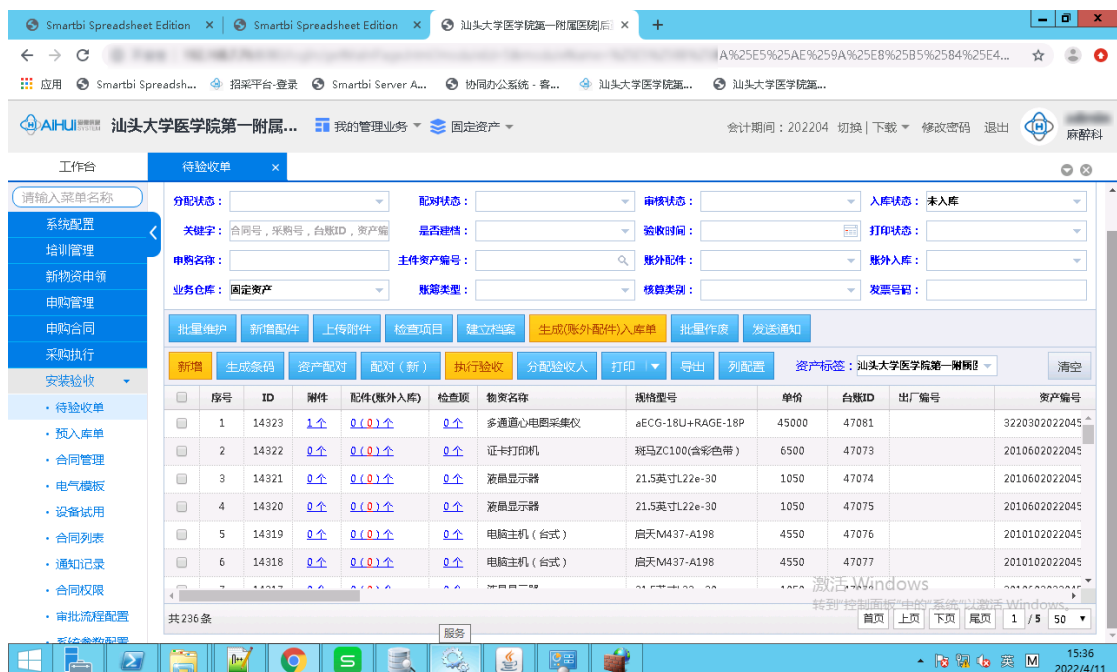 Smartbi Spreadsheet Edition × Smartbi Spreadsheet Edition × 汕头大学医学院第一附属医院后 × +
A%25E5%25AE%259A%25E8%25B5%2584%25E4...
应用 Smartbi Spreadsh... 招采平台-登录 Smartbi Server A... 协同办公系统 - 客... 汕头大学医学院第... 汕头大学医学院第...
AIHUI SYSTEM 汕头大学医学院第一附属... 我的管理业务 固定资产 会计期间：202204 切换 | 下载 修改密码 退出
麻醉科
工作台 待验收单 ×
请输入菜单名称 分配状态： 配对状态： 审核状态： 入库状态：未入库
系统配置 关键字：合同号，采购号，台账ID，资产编 是否建档： 验收时间： 打印状态：
培训管理
新物资申领 申购名称： 主件资产编号： 账外配件： 账外入库：
申购管理 业务仓库：固定资产 账簿类型： 核算类别： 发票号码：
申购合同 批量维护 新增配件 上传附件 检查项目 建立档案 生成(账外配件)入库单 批量作废 发送通知
采购执行 新增 生成条码 资产配对 配对（新） 执行验收 分配验收人 打印 导出 列配置 资产标签：汕头大学医学院第一附属医 清空
安装验收
序号 ID 附件 配件(账外入库) 检查项 物资名称 规格型号 单价 台账ID 出厂编号 资产编号
· 待验收单 1 14323 1个 0(0)个 0个 多通道心电图采集仪 aECG-18U+RAGE-18P 45000 47081 3220302022045
· 预入库单 2 14322 0个 0(0)个 0个 证卡打印机 斑马ZC100(含彩色带） 6500 47073 2010602022045
· 合同管理 3 14321 0个 0(0)个 0个 液晶显示器 21.5英寸L22e-30 1050 47074 2010602022045
· 电气模板
· 设备试用 4 14320 0个 0(0)个 0个 液晶显示器 21.5英寸L22e-30 1050 47075 2010602022045
· 合同列表 5 14319 0个 0(0)个 0个 电脑主机（台式） 启天M437-A198 4550 47076 2010102022045
· 通知记录 6 14318 0个 0(0)个 0个 电脑主机（台式） 启天M437-A198 4550 47077 2010102022045
· 合同权限
激活 Windows
转到"控制面板"中的"系统"以激活 Windows。
· 审批流程配置 共236条 首页 上页 下页 尾页 1 / 5 50
· 系统参数配置
服务
英 M 15:36
2022/4/11